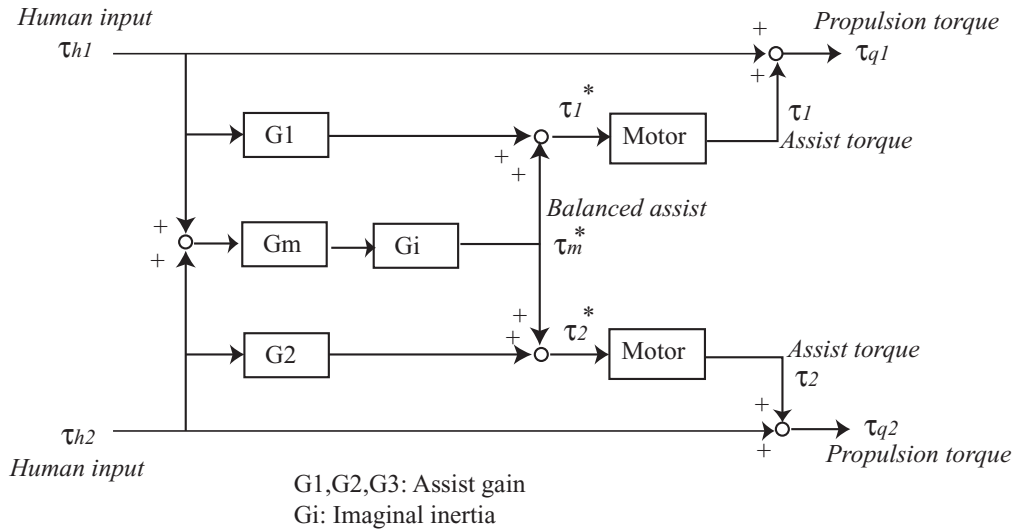 Human input
τh1
Propulsion torque
τq1
+
+
G1
+
+
τ1*
Motor
τ1
Assist torque
Balanced assist
τm*
+
+
Gm
Gi
G2
+
+
τ2*
Motor
Assist torque
τ2
+
+
τh2
Human input
τq2
Propulsion torque
G1,G2,G3: Assist gain
Gi: Imaginal inertia